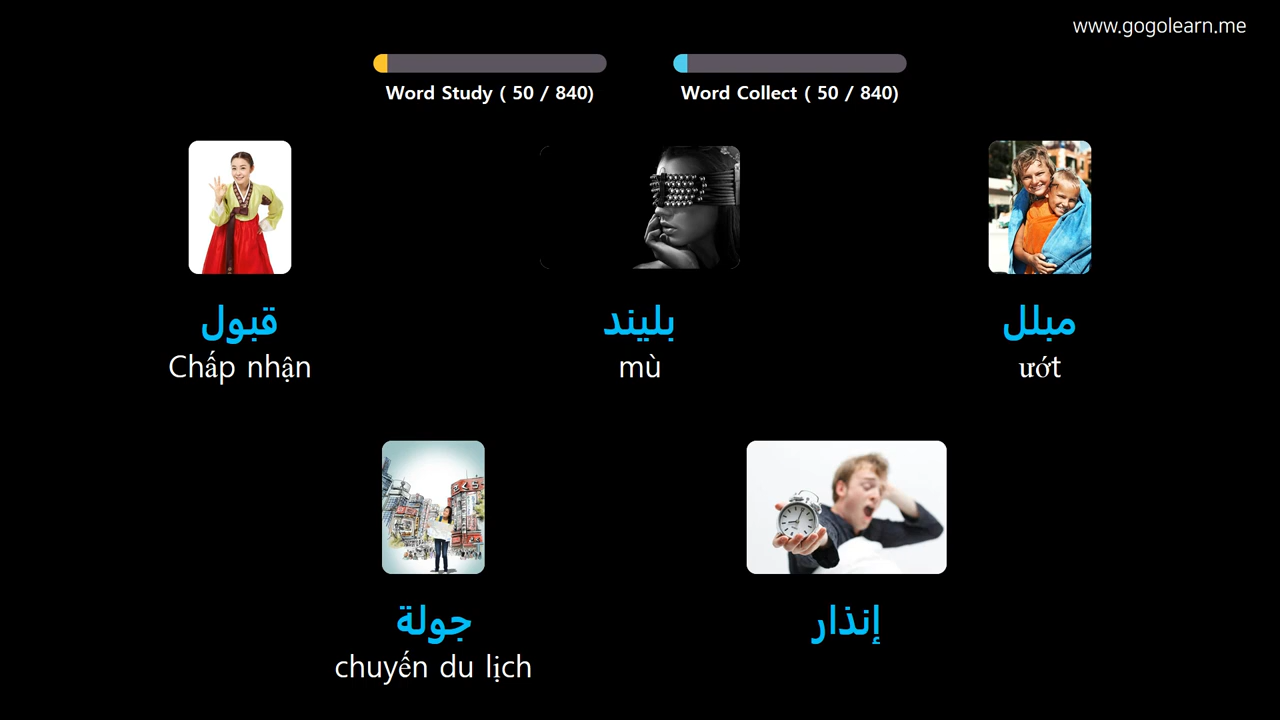 www.gogolearn.me
Word Study ( 50 / 840)
Word Collect ( 50 / 840)
قبول
Chấp nhận
بليند
mù
مبلل
ướt
جولة
chuyến du lịch
إنذار